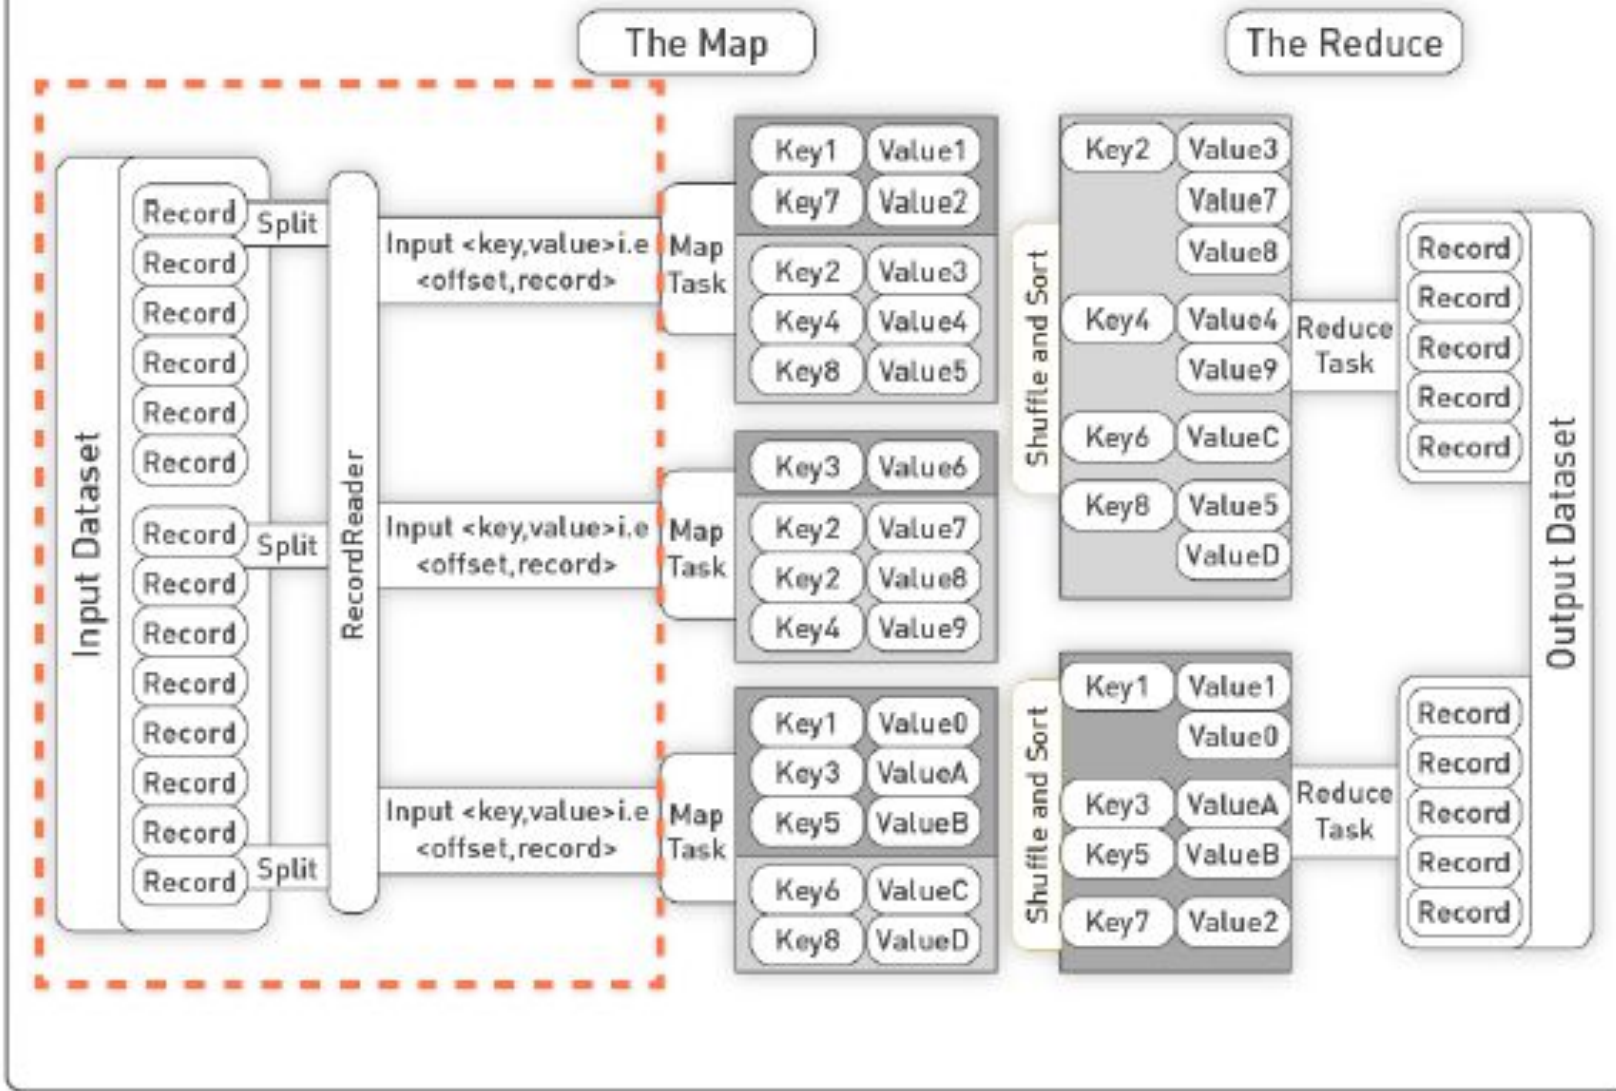 The Map
The Reduce
Input Dataset
Record
Record
Record
Record
Record
Record
Record
Record
Record
Record
Record
Record
Record
Record
Split
Split
Split
RecordReader
Input <key,value>i.e
<offset,record>
Input <key,value>i.e
<offset,record>
Input <key,value>i.e
<offset,record>
Map
Task
Map
Task
Map
Task
Key1 Value1
Key7 Value2
Key2 Value3
Key4 Value4
Key8 Value5
Key3 Value6
Key2 Value7
Key2 Value8
Key4 Value9
Key1 Value0
Key3 ValueA
Key5 ValueB
Key6 ValueC
Key8 ValueD
Shuffle and Sort
Shuffle and Sort
Key2 Value3
Value7
Value8
Key4 Value4
Value9
Key6 ValueC
Key8 Value5
ValueD
Key1 Value1
Value0
Key3 ValueA
Key5 ValueB
Key7 Value2
Reduce
Task
Reduce
Task
Record
Record
Record
Record
Record
Record
Record
Record
Record
Record
Output Dataset